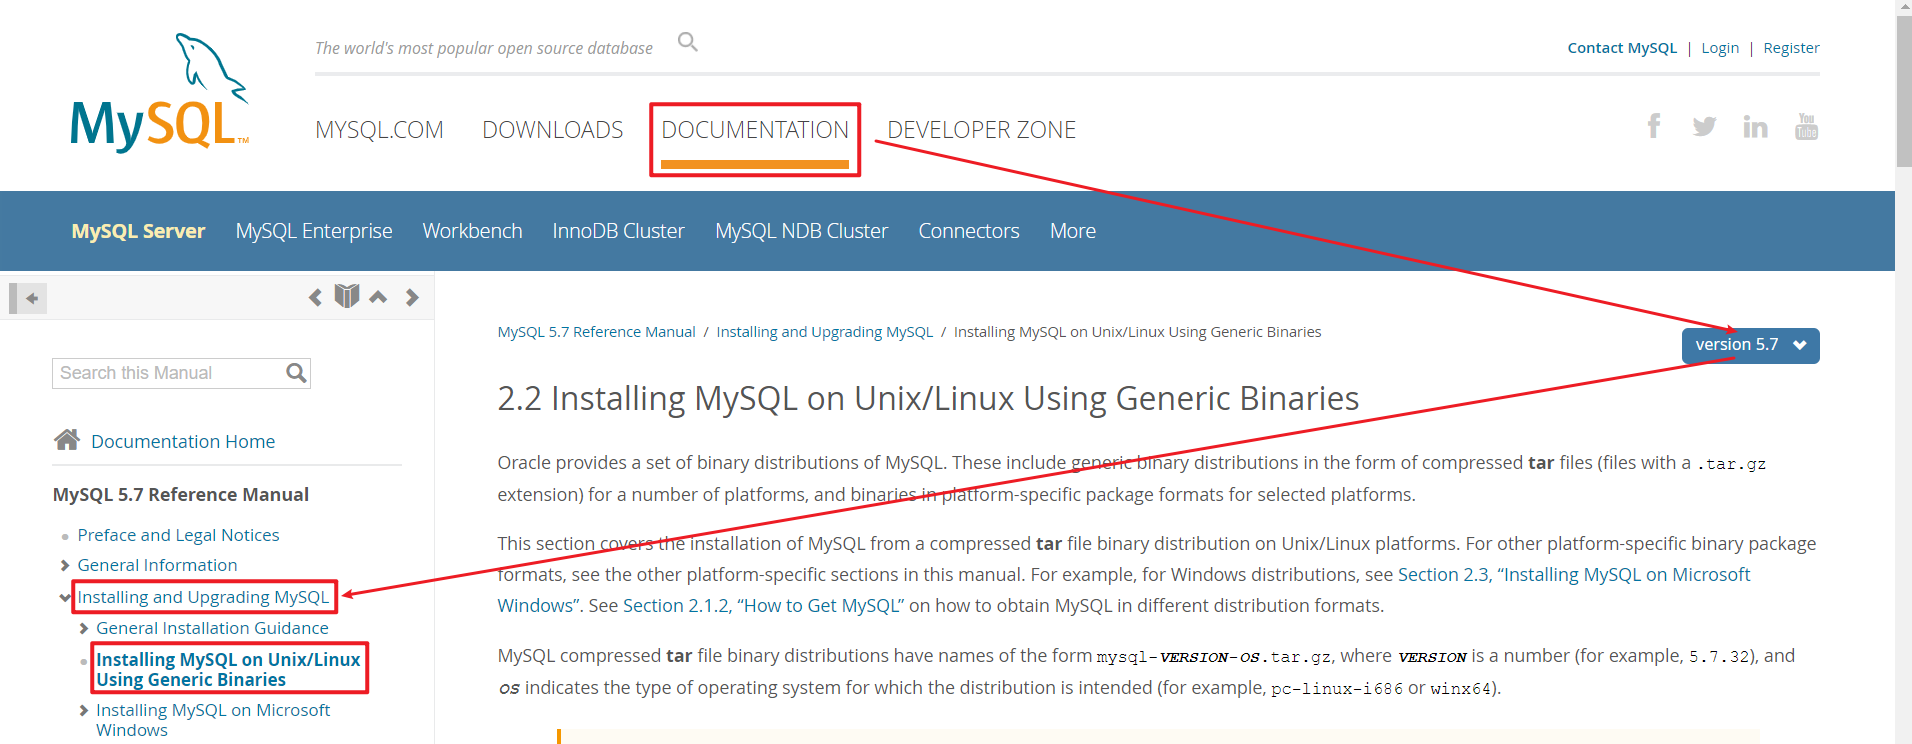 The world's most popular open source database
Contact MySQL | Login | Register
MySQL™
MYSQL.COM DOWNLOADS DOCUMENTATION DEVELOPER ZONE
You
Tube
MySQL Server MySQL Enterprise Workbench InnoDB Cluster MySQL NDB Cluster Connectors More
Search this Manual
Documentation Home
MySQL 5.7 Reference Manual
Preface and Legal Notices
General Information
Installing and Upgrading MySQL
General Installation Guidance
Installing MySQL on Unix/Linux
Using Generic Binaries
Installing MySQL on Microsoft
Windows
MySQL 5.7 Reference Manual / Installing and Upgrading MySQL / Installing MySQL on Unix/Linux Using Generic Binaries
version 5.7
2.2 Installing MySQL on Unix/Linux Using Generic Binaries
Oracle provides a set of binary distributions of MySQL. These include generic binary distributions in the form of compressed tar files (files with a .tar.gz
extension) for a number of platforms, and binaries in platform-specific package formats for selected platforms.
This section covers the installation of MySQL from a compressed tar file binary distribution on Unix/Linux platforms. For other platform-specific binary package
formats, see the other platform-specific sections in this manual. For example, for Windows distributions, see Section 2.3, “Installing MySQL on Microsoft
Windows”. See Section 2.1.2, “How to Get MySQL” on how to obtain MySQL in different distribution formats.
MySQL compressed tar file binary distributions have names of the form mysql-VERSION-OS.tar.gz, where VERSION is a number (for example, 5.7.32), and
OS indicates the type of operating system for which the distribution is intended (for example, pc-linux-i686 or winx64).